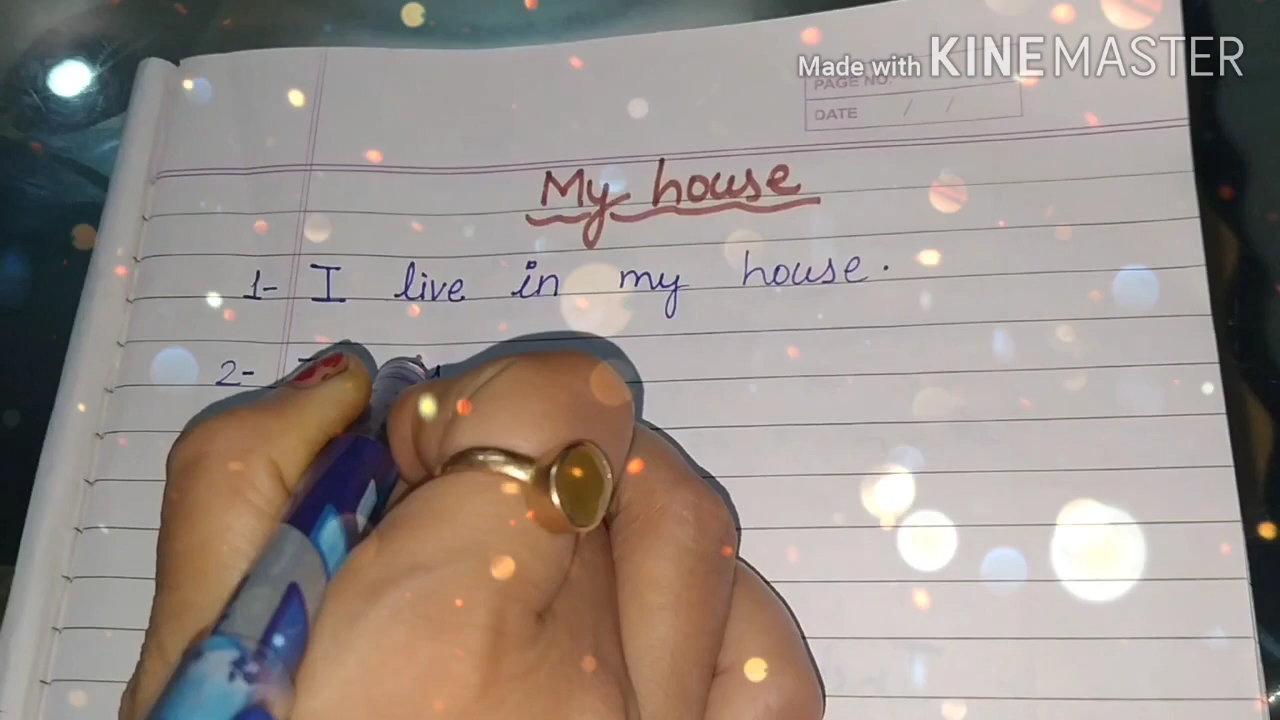 Made with KINEMASTER
PAGE NO.
DATE / /
My house
1- I live in my house.
2-